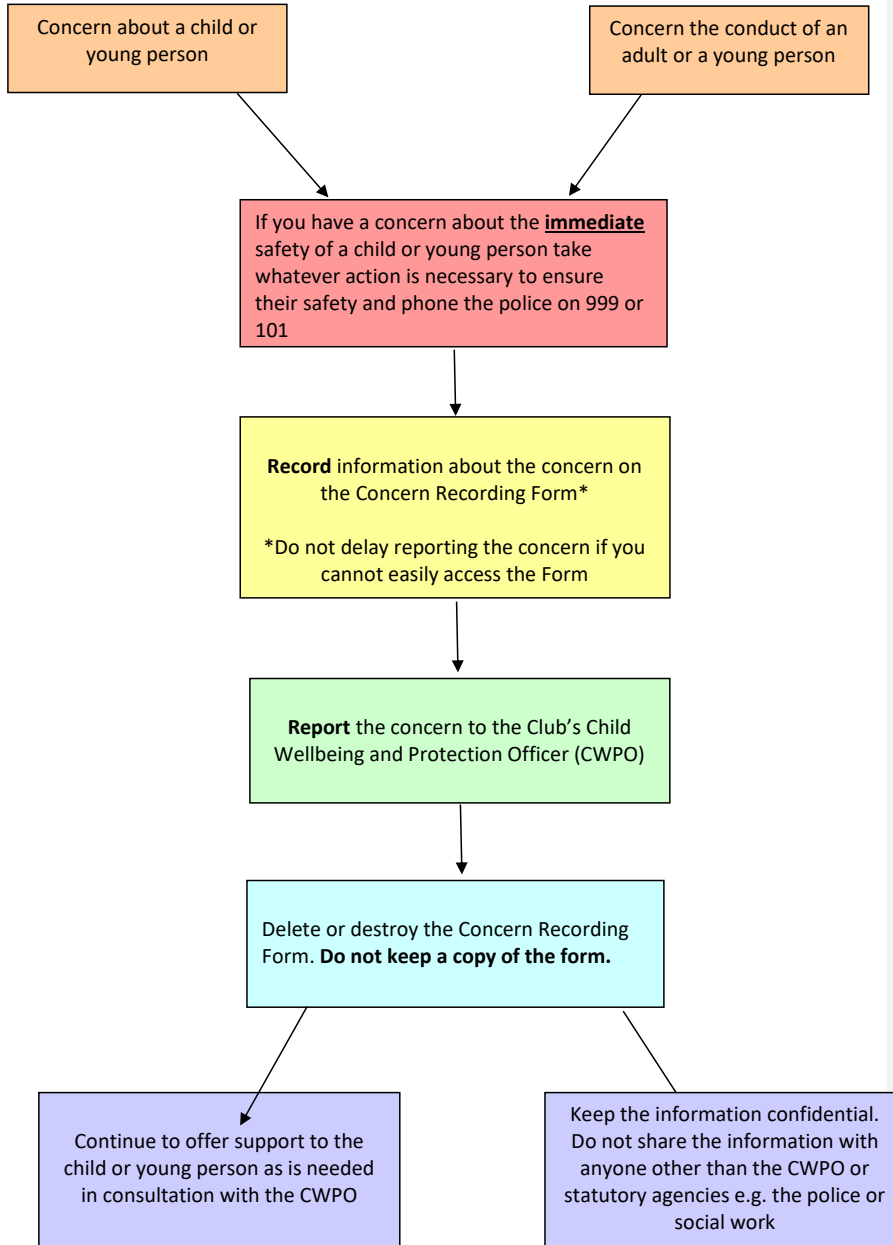 Concern about a child or
young person
Concern the conduct of an
adult or a young person
If you have a concern about the immediate
safety of a child or young person take
whatever action is necessary to ensure
their safety and phone the police on 999 or
101
Record information about the concern on
the Concern Recording Form*
*Do not delay reporting the concern if you
cannot easily access the Form
Report the concern to the Club’s Child
Wellbeing and Protection Officer (CWPO)
Delete or destroy the Concern Recording
Form. Do not keep a copy of the form.
Continue to offer support to the
child or young person as is needed
in consultation with the CWPO
Keep the information confidential.
Do not share the information with
anyone other than the CWPO or
statutory agencies e.g. the police or
social work